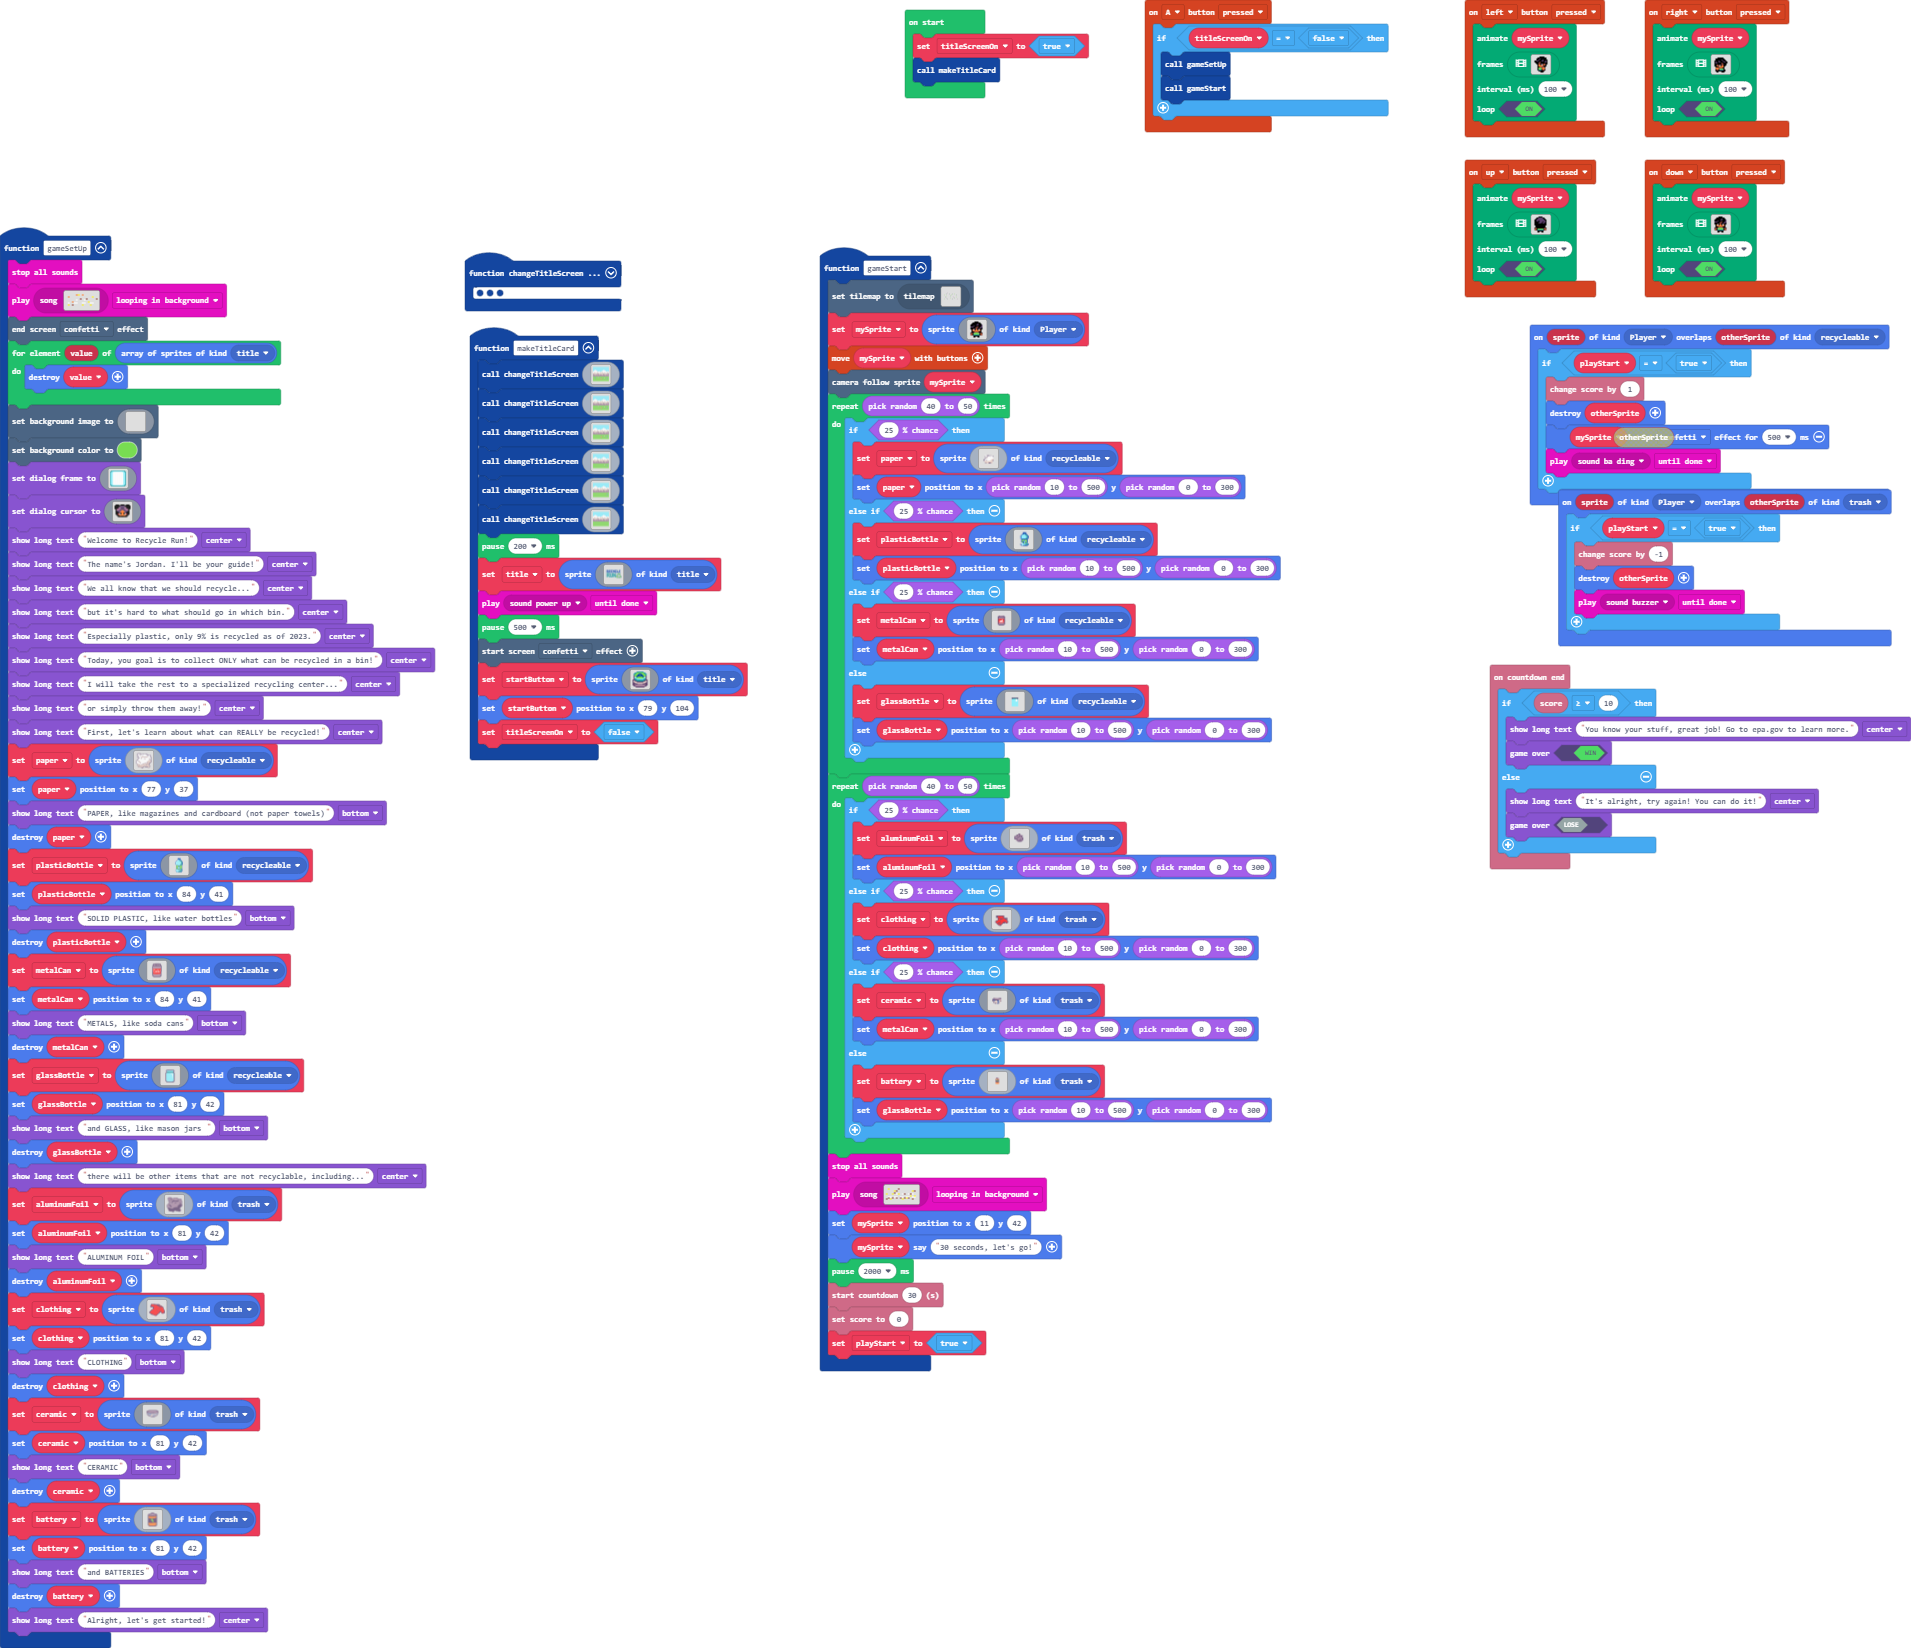 on start
set titleScreenOn to true
call makeTitleCard
on A button pressed
if titleScreenOn = false then
call gameSetUp
call gameStart
on left button pressed
animate mySprite
frames
interval (ms) 100
loop ON
on right button pressed
animate mySprite
frames
interval (ms) 100
loop ON
on up button pressed
animate mySprite
frames
interval (ms) 100
loop ON
on down button pressed
animate mySprite
frames
interval (ms) 100
loop ON
function gameSetUp
stop all sounds
play song looping in background
end screen confetti effect
for element value of array of sprites of kind title
do destroy value
set background image to
set background color to
set dialog frame to
set dialog cursor to
show long text "Welcome to Recycle Run!" center
show long text "The name's Jordan. I'll be your guide!" center
show long text "We all know that we should recycle..." center
show long text "but it's hard to what should go in which bin." center
show long text "Especially plastic, only 9% is recycled as of 2023." center
show long text "Today, you goal is to collect ONLY what can be recycled in a bin!" center
show long text "I will take the rest to a specialized recycling center..." center
show long text "or simply throw them away!" center
show long text "First, let's learn about what can REALLY be recycled!" center
set paper to sprite of kind recycleable
set paper position to x 77 y 37
show long text "PAPER, like magazines and cardboard (not paper towels)" bottom
destroy paper
set plasticBottle to sprite of kind recycleable
set plasticBottle position to x 84 y 41
show long text "SOLID PLASTIC, like water bottles" bottom
destroy plasticBottle
set metalCan to sprite of kind recycleable
set metalCan position to x 84 y 41
show long text "METALS, like soda cans" bottom
destroy metalCan
set glassBottle to sprite of kind recycleable
set glassBottle position to x 81 y 42
show long text "and GLASS, like mason jars " bottom
destroy glassBottle
show long text "there will be other items that are not recyclable, including..." center
set aluminumFoil to sprite of kind trash
set aluminumFoil position to x 81 y 42
show long text "ALUMINUM FOIL" bottom
destroy aluminumFoil
set clothing to sprite of kind trash
set clothing position to x 81 y 42
show long text "CLOTHING" bottom
destroy clothing
set ceramic to sprite of kind trash
set ceramic position to x 81 y 42
show long text "CERAMIC" bottom
destroy ceramic
set battery to sprite of kind trash
set battery position to x 81 y 42
show long text "and BATTERIES" bottom
destroy battery
show long text "Alright, let's get started!" center
function changeTitleScreen ...
function makeTitleCard
call changeTitleScreen
call changeTitleScreen
call changeTitleScreen
call changeTitleScreen
call changeTitleScreen
call changeTitleScreen
pause 200 ms
set title to sprite of kind title
play sound power up until done
pause 500 ms
start screen confetti effect
set startButton to sprite of kind title
set startButton position to x 79 y 104
set titleScreenOn to false
function gameStart
set tilemap to tilemap
set mySprite to sprite of kind Player
move mySprite with buttons
camera follow sprite mySprite
repeat pick random 40 to 50 times
do if 25 % chance then
set paper to sprite of kind recycleable
set paper position to x pick random 10 to 500 y pick random 0 to 300
else if 25 % chance then
set plasticBottle to sprite of kind recycleable
set plasticBottle position to x pick random 10 to 500 y pick random 0 to 300
else if 25 % chance then
set metalCan to sprite of kind recycleable
set metalCan position to x pick random 10 to 500 y pick random 0 to 300
else
set glassBottle to sprite of kind recycleable
set glassBottle position to x pick random 10 to 500 y pick random 0 to 300
repeat pick random 40 to 50 times
do if 25 % chance then
set aluminumFoil to sprite of kind trash
set aluminumFoil position to x pick random 10 to 500 y pick random 0 to 300
else if 25 % chance then
set clothing to sprite of kind trash
set clothing position to x pick random 10 to 500 y pick random 0 to 300
else if 25 % chance then
set ceramic to sprite of kind trash
set metalCan position to x pick random 10 to 500 y pick random 0 to 300
else
set battery to sprite of kind trash
set glassBottle position to x pick random 10 to 500 y pick random 0 to 300
stop all sounds
play song looping in background
set mySprite position to x 11 y 42
mySprite say "30 seconds, let's go!"
pause 2000 ms
start countdown 30 (s)
set score to 0
set playStart to true
on sprite of kind Player overlaps otherSprite of kind recycleable
if playStart = true then
change score by 1
destroy otherSprite
mySprite otherSprite fetti effect for 500 ms
play sound ba ding until done
on sprite of kind Player overlaps otherSprite of kind trash
if playStart = true then
change score by -1
destroy otherSprite
play sound buzzer until done
on countdown end
if score ≥ 10 then
show long text "You know your stuff, great job! Go to epa.gov to learn more." center
game over WIN
else
show long text "It's alright, try again! You can do it!" center
game over LOSE